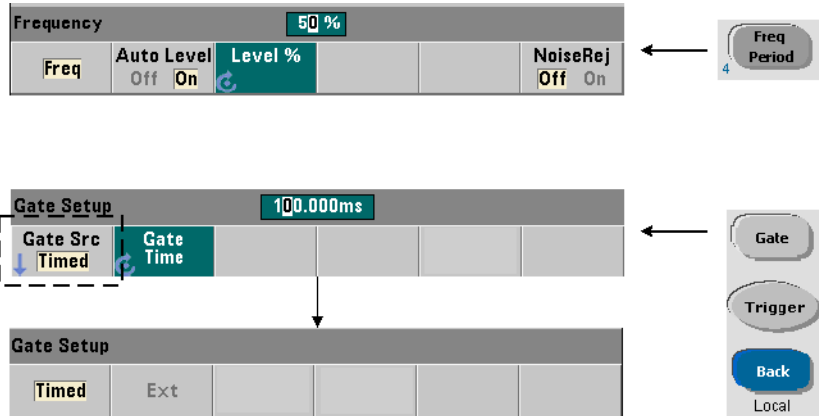 Frequency 50 %
Freq Auto Level Off On Level % NoiseRej Off On
Freq Period
4
Gate Setup 100.000ms
Gate Src Timed Gate Time
Gate
Trigger
Gate Setup
Timed Ext
Back
Local